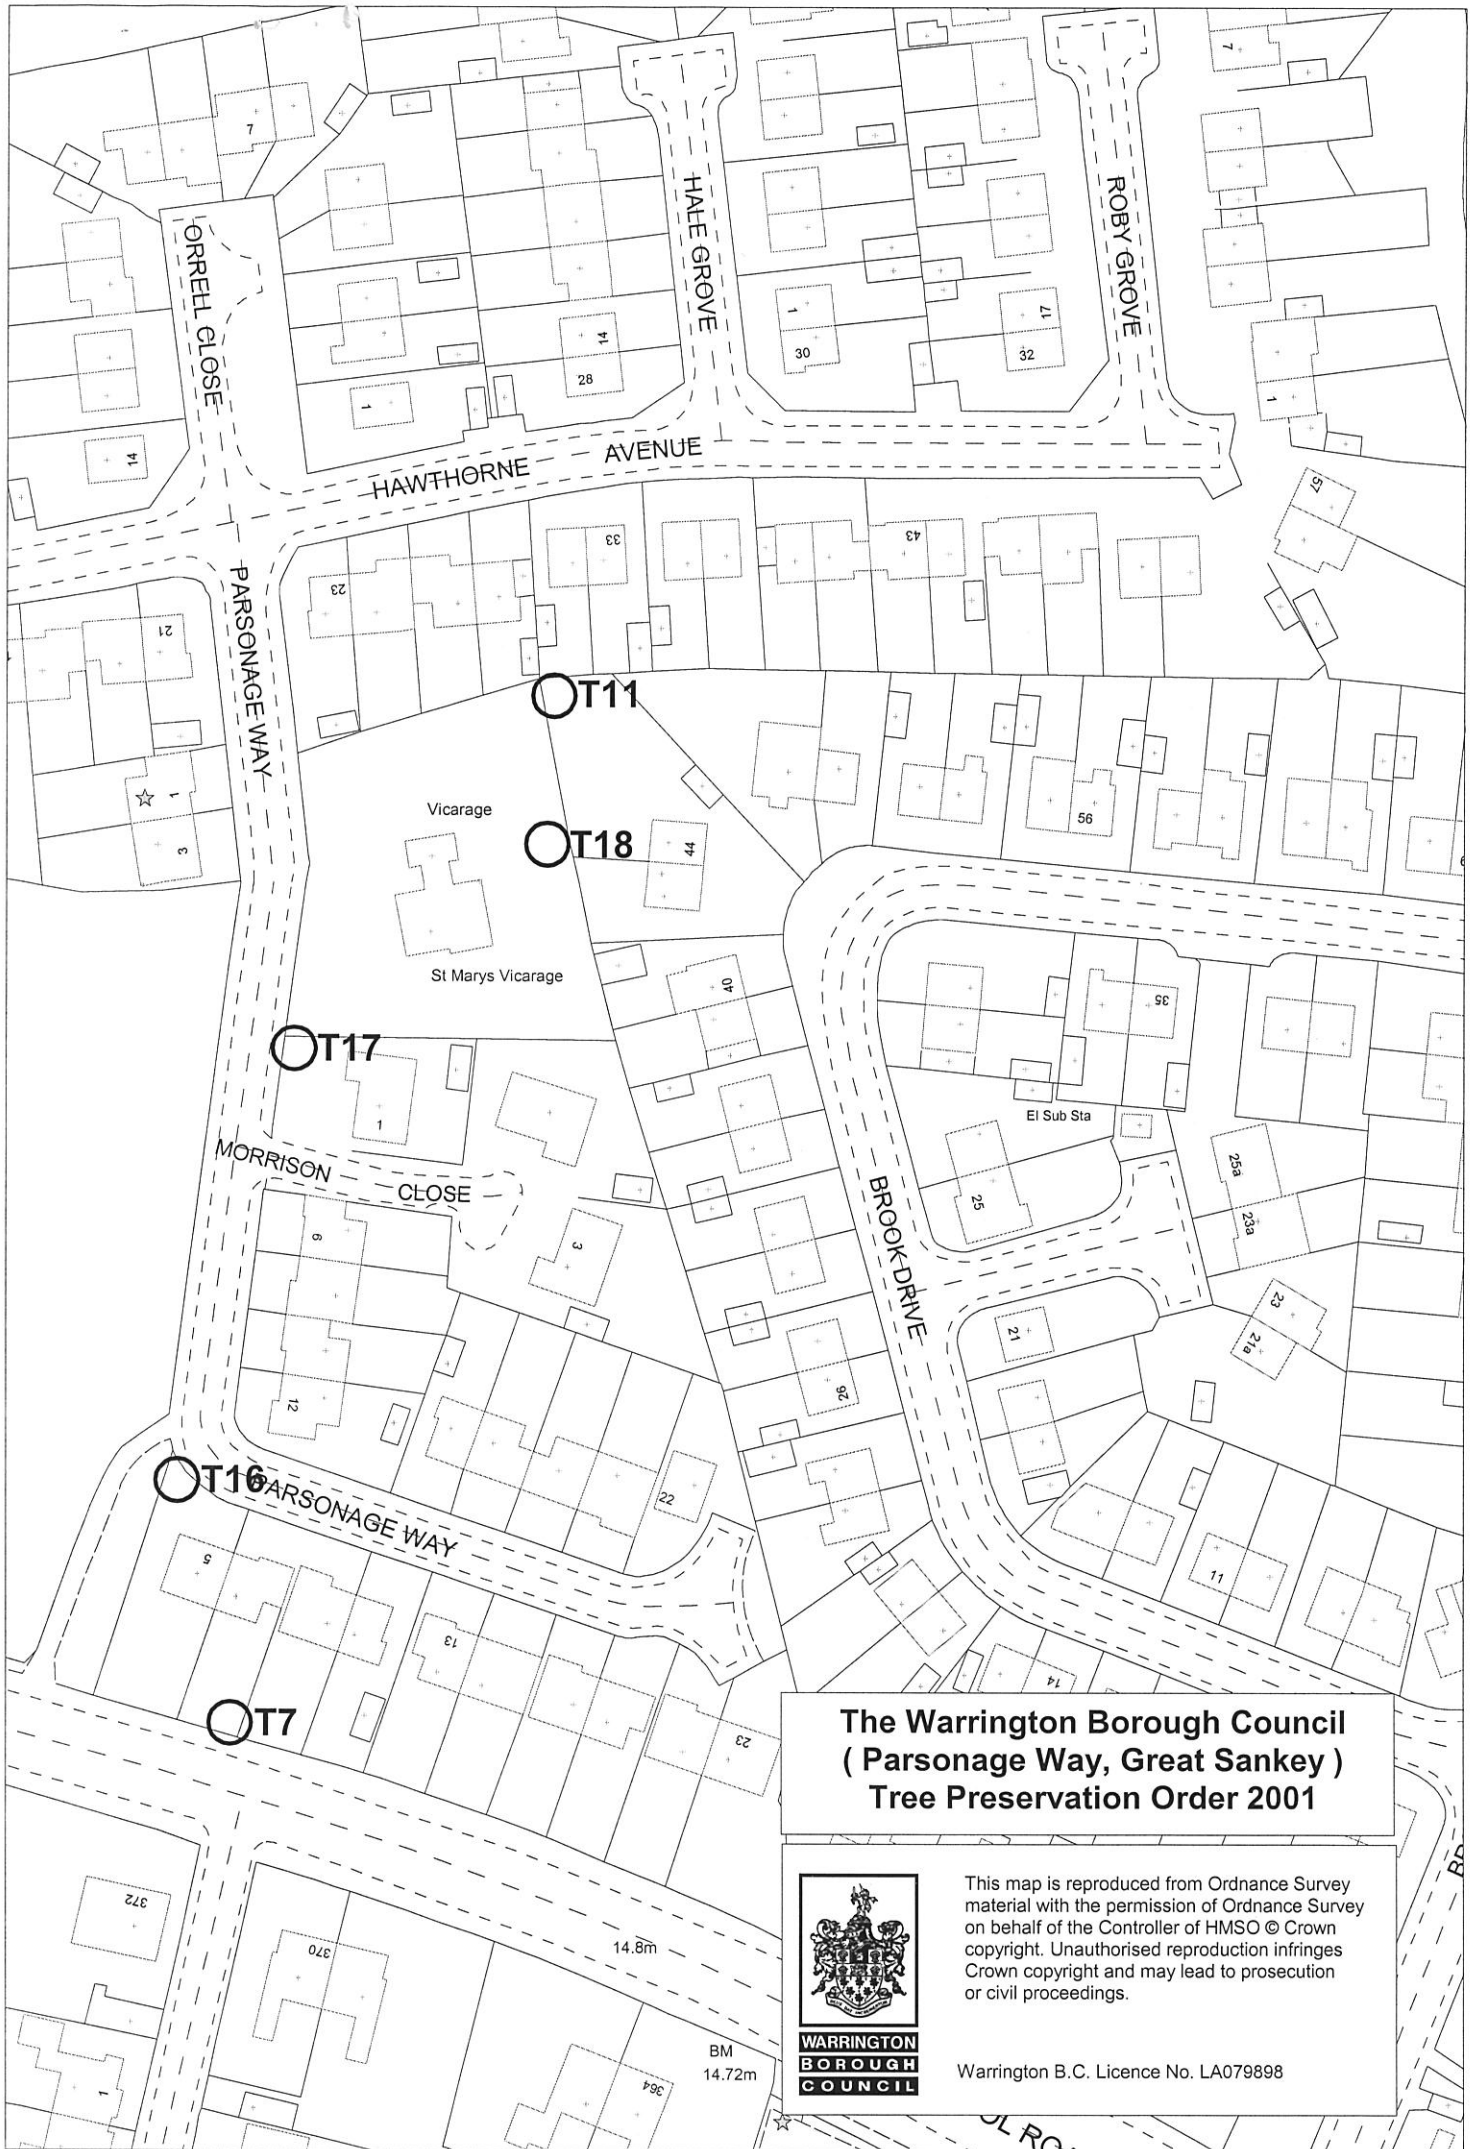 7
7
ORRELL CLOSE
HALE GROVE
ROBY GROVE
1
14
28
1
30
17
32
1
14
HAWTHORNE AVENUE
57
PARSONAGE WAY
23
33
43
21
T11
1
3
Vicarage
T18
44
56
St Marys Vicarage
40
35
T17
1
El Sub Sta
MORRISON CLOSE
25
25a
23a
BROOK DRIVE
6
3
23
21a
21
26
12
T16
PARSONAGE WAY
22
5
11
13
14
T7
23
The Warrington Borough Council
( Parsonage Way, Great Sankey )
Tree Preservation Order 2001
372
370
14.8m
This map is reproduced from Ordnance Survey
material with the permission of Ordnance Survey
on behalf of the Controller of HMSO © Crown
copyright. Unauthorised reproduction infringes
Crown copyright and may lead to prosecution
or civil proceedings.
WARRINGTON
BOROUGH
COUNCIL
Warrington B.C. Licence No. LA079898
BM
14.72m
364
1